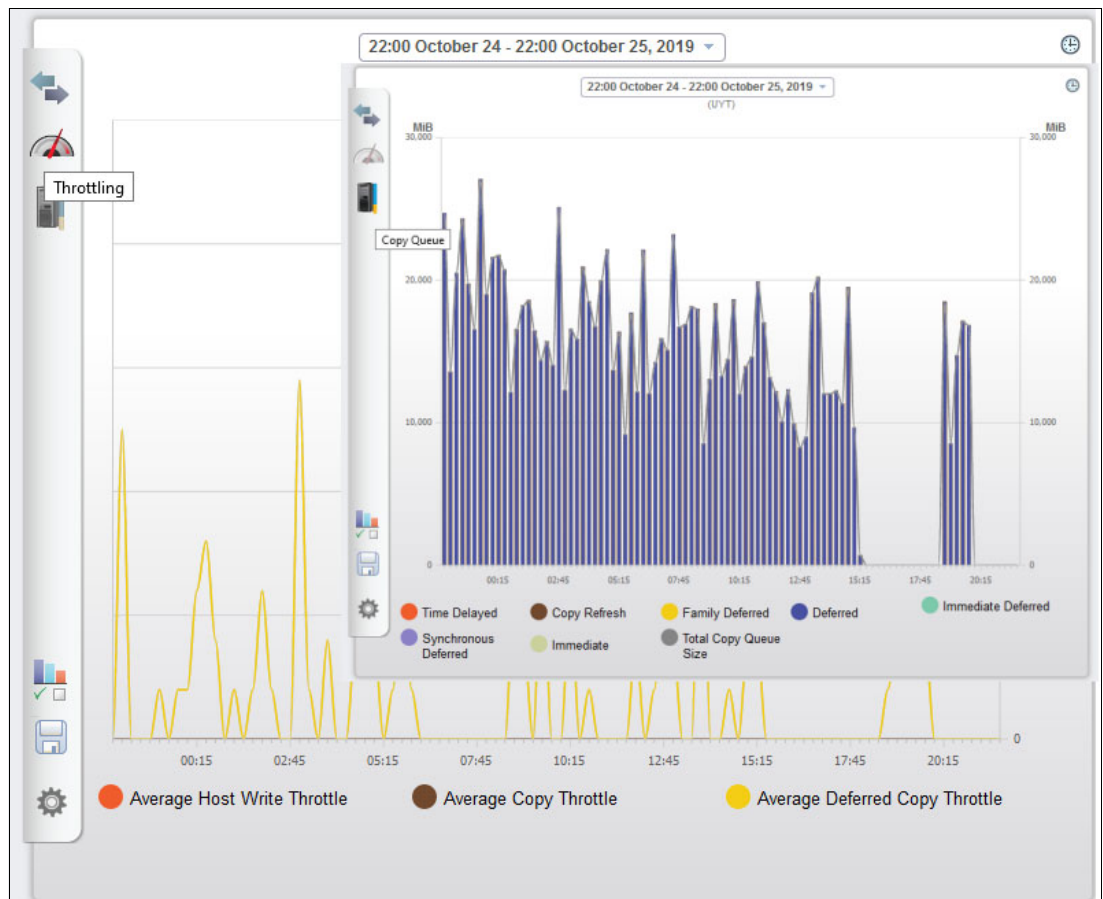 22:00 October 24 - 22:00 October 25, 2019
22:00 October 24 - 22:00 October 25, 2019
MiB
MiB
30,000
30,000
Throttling
Copy Queue
20,000
20,000
10,000
10,000
0
0
00:15 02:45 05:15 07:45 10:15 12:45 15:15 17:45 20:15
Time Delayed Copy Refresh Family Deferred Deferred Immediate Deferred
Synchronous Deferred
Immediate
Total Copy Queue Size
0
00:15 02:45 05:15 07:45 10:15 12:45 15:15 17:45 20:15
Average Host Write Throttle Average Copy Throttle Average Deferred Copy Throttle